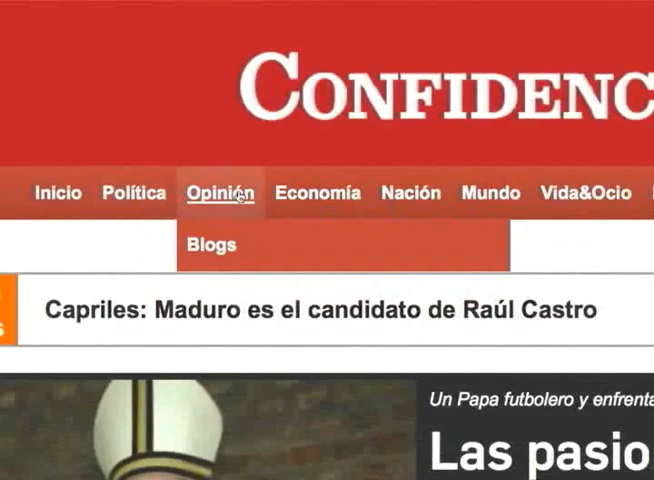 CONFIDENC
Inicio Política Opinión Economía Nación Mundo Vida&Ocio
Blogs
Capriles: Maduro es el candidato de Raúl Castro
Un Papa futbolero y enfrenta
Las pasio